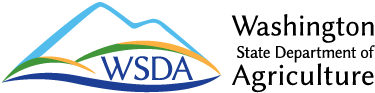 WSDA
Washington
State Department of
Agriculture